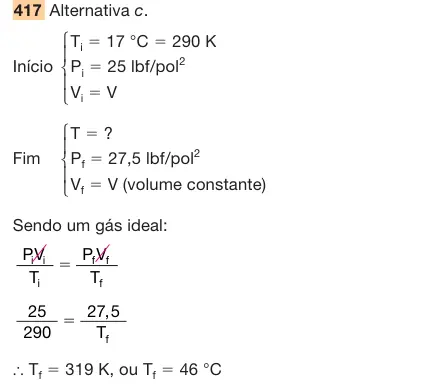 417 Alternativa c.
Início { Tᵢ = 17 °C = 290 K
Pᵢ = 25 lbf/pol²
Vᵢ = V
Fim { T = ?
P_f = 27,5 lbf/pol²
V_f = V (volume constante)
Sendo um gás ideal:
PᵢVᵢ / Tᵢ = P_fV_f / T_f
25 / 290 = 27,5 / T_f
∴ T_f = 319 K, ou T_f = 46 °C